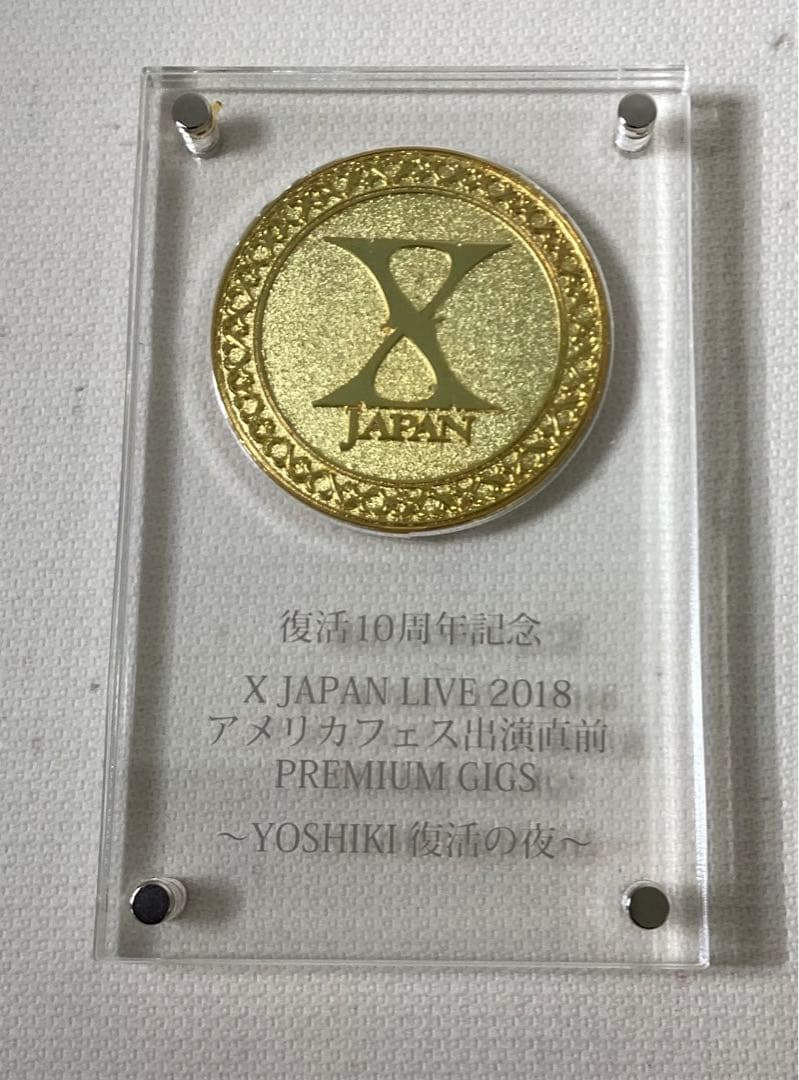 X
JAPAN
復活10周年記念
X JAPAN LIVE 2018
アメリカフェス出演直前
PREMIUM GIGS
～YOSHIKI 復活の夜～